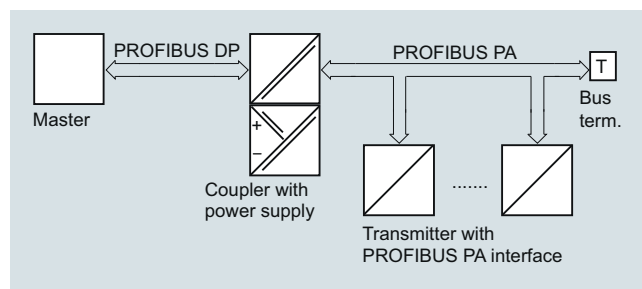 PROFIBUS DP
PROFIBUS PA
T
Master
Bus
term.
+
–
Coupler with
power supply
.......
Transmitter with
PROFIBUS PA interface